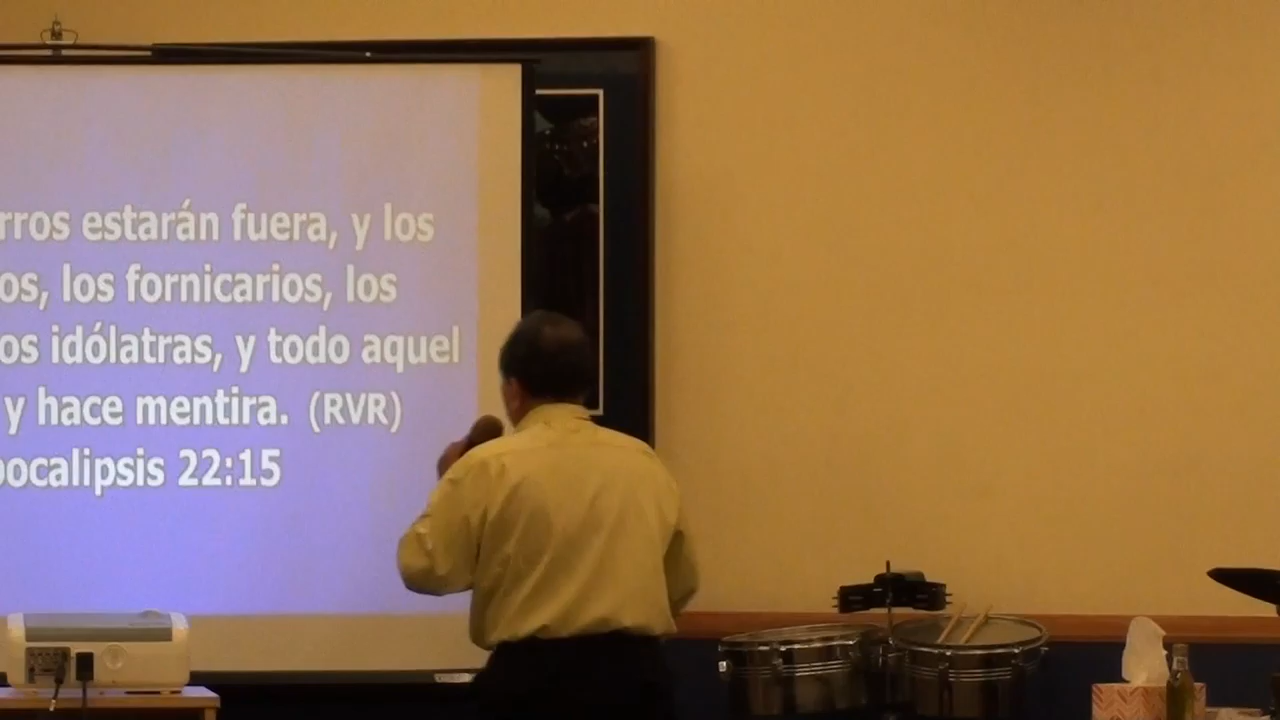 rros estarán fuera, y los
os, los fornicarios, los
os idólatras, y todo aquel
y hace mentira. (RVR)
pocalipsis 22:15